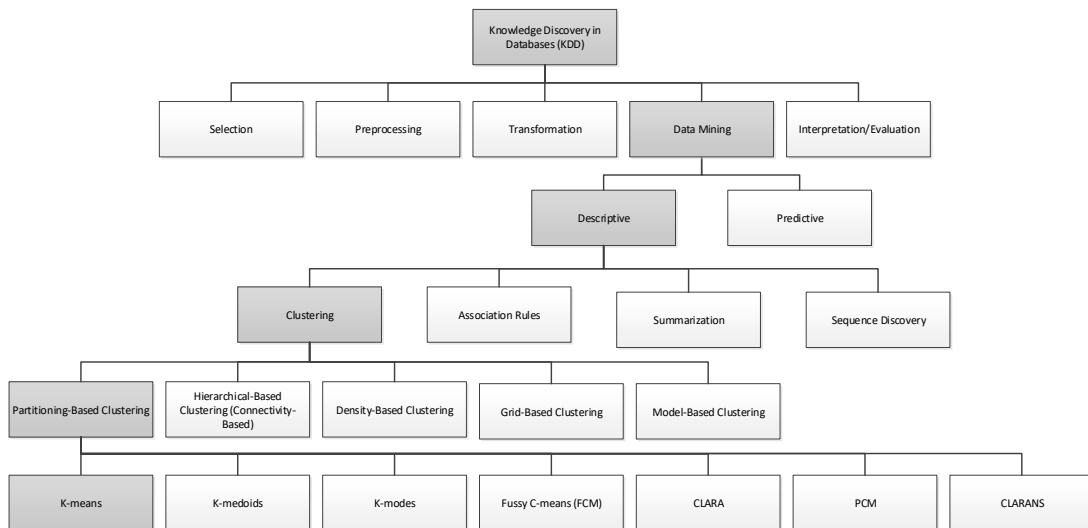 Knowledge Discovery in
Databases (KDD)
Selection
Preprocessing
Transformation
Data Mining
Interpretation/Evaluation
Descriptive
Predictive
Clustering
Association Rules
Summarization
Sequence Discovery
Partitioning-Based Clustering
Hierarchical-Based
Clustering (Connectivity-
Based)
Density-Based Clustering
Grid-Based Clustering
Model-Based Clustering
K-means
K-medoids
K-modes
Fussy C-means (FCM)
CLARA
PCM
CLARANS